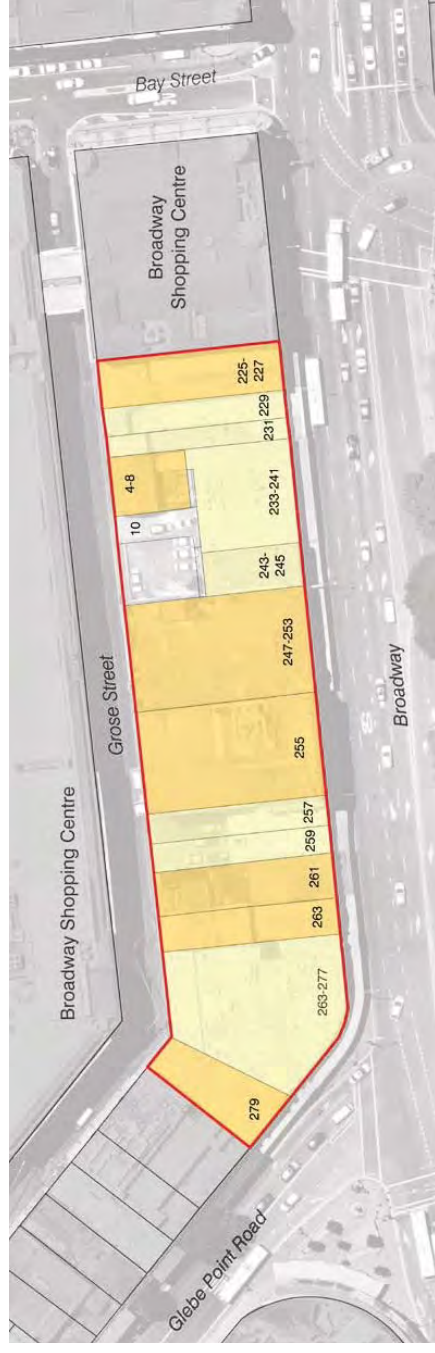 Bay Street
Broadway
Shopping Centre
Broadway Shopping Centre
Grose Street
225-
227
229
231
4-8
10
233-241
243-
245
247-253
255
257
259
261
263
263-277
279
Broadway
Glebe Point Road